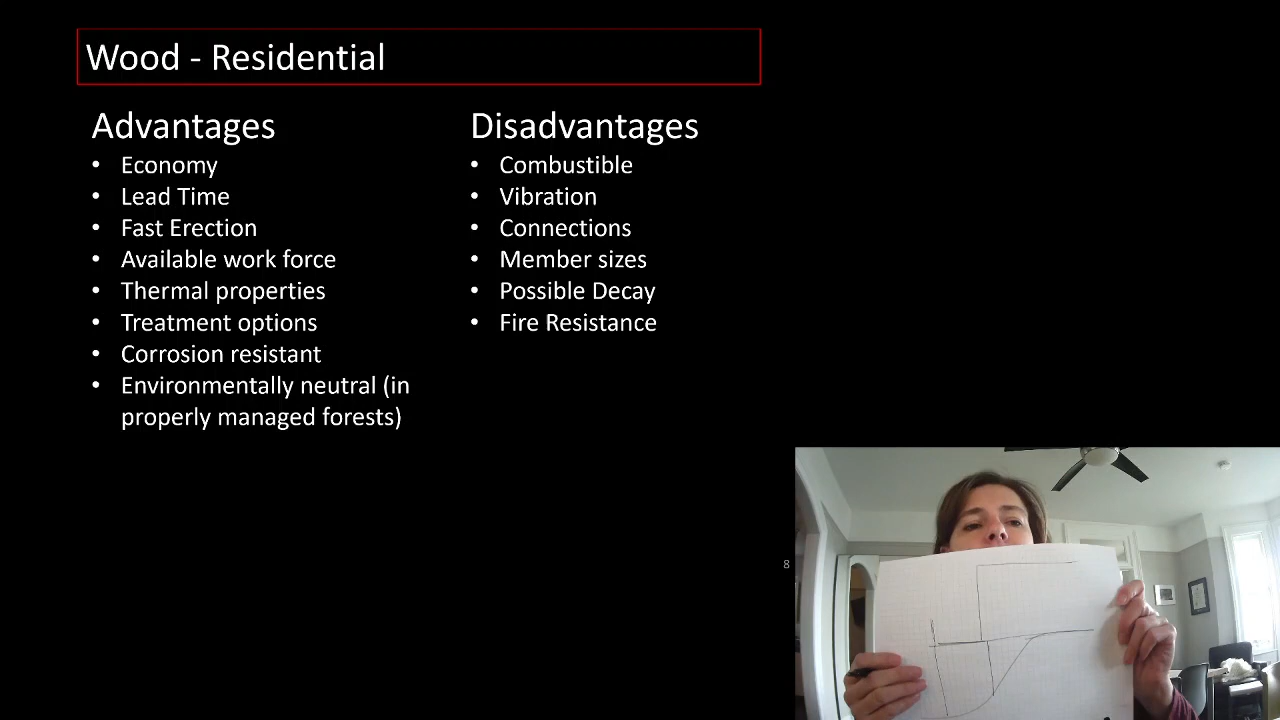 Wood - Residential
Advantages
• Economy
• Lead Time
• Fast Erection
• Available work force
• Thermal properties
• Treatment options
• Corrosion resistant
• Environmentally neutral (in
properly managed forests)
Disadvantages
• Combustible
• Vibration
• Connections
• Member sizes
• Possible Decay
• Fire Resistance
8